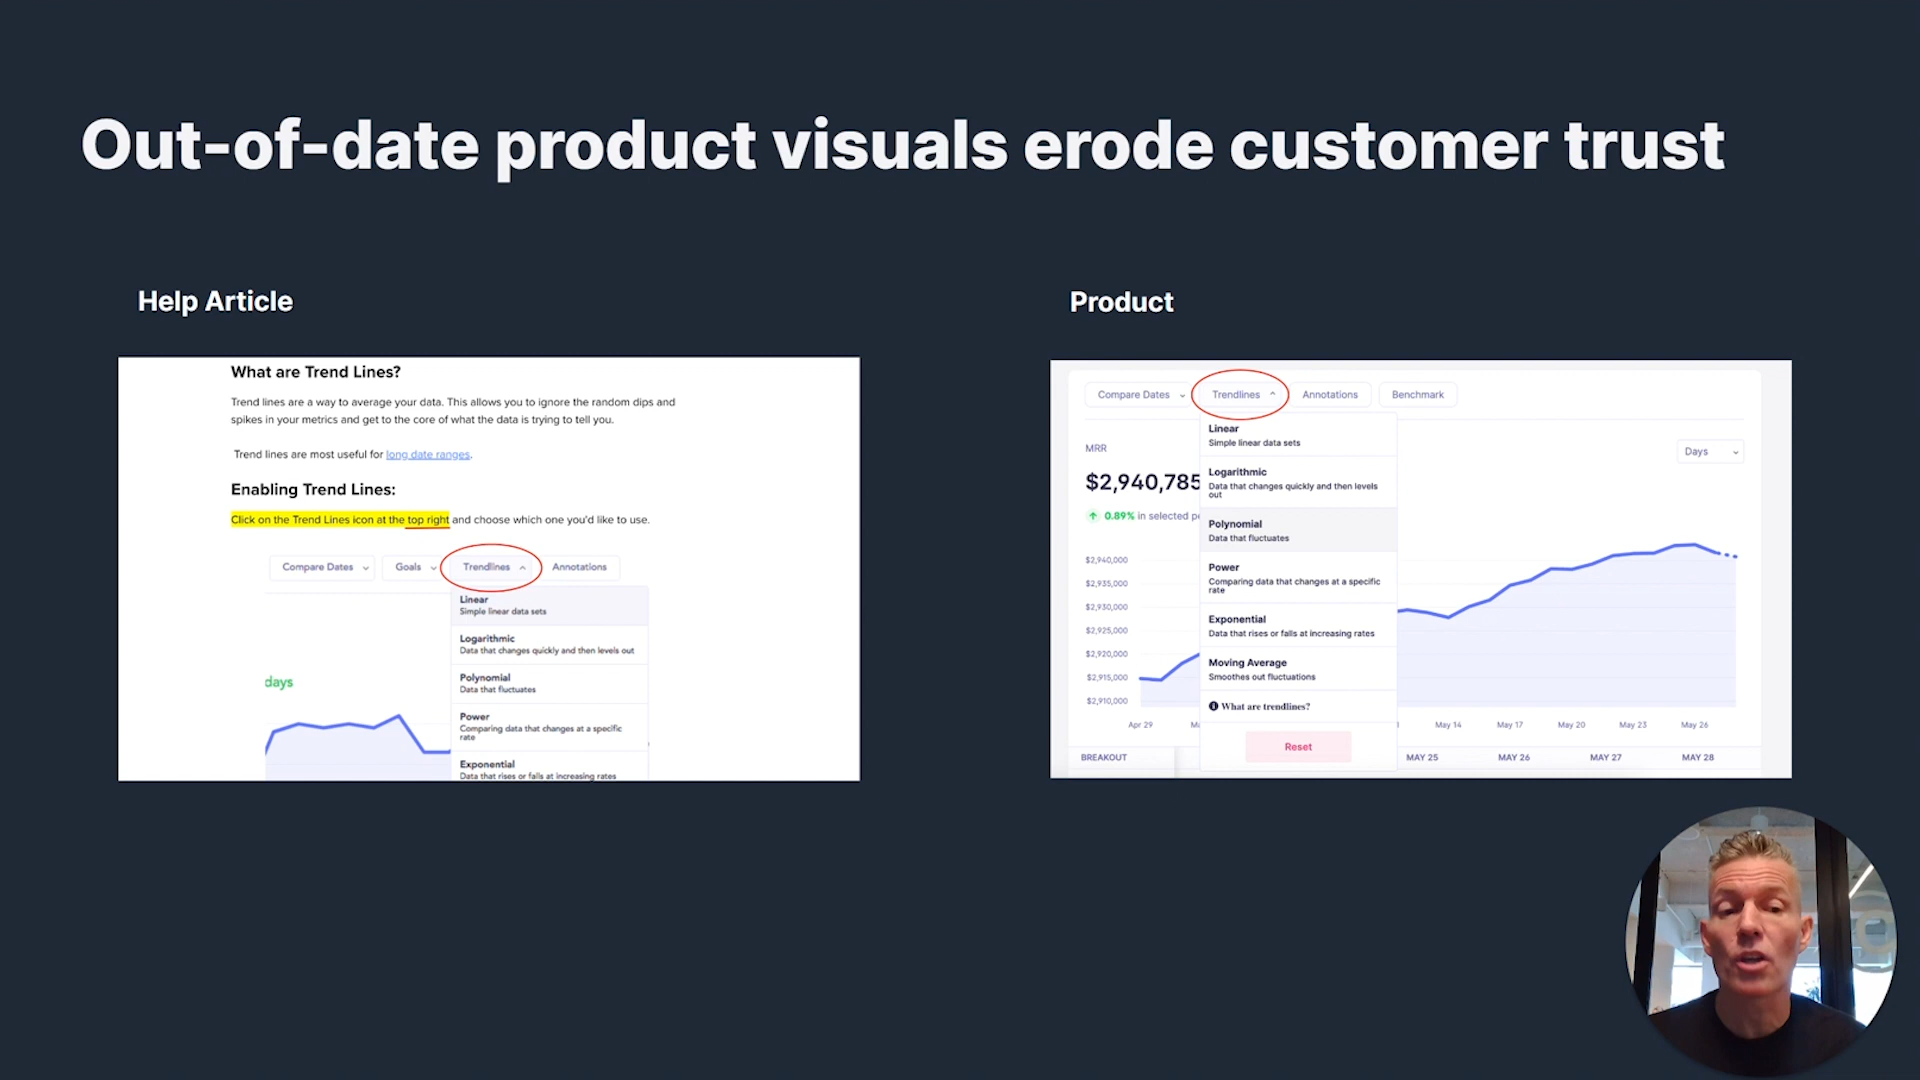 Out-of-date product visuals erode customer trust
Help Article
What are Trend Lines?
Trend lines are a way to average your data. This allows you to ignore the random dips and
spikes in your metrics and get to the core of what the data is trying to tell you.
Trend lines are most useful for long date ranges.
Enabling Trend Lines:
Click on the Trend Lines icon at the top right and choose which one you'd like to use.
Compare Dates Goals Trendlines Annotations
Linear
Simple linear data sets
Logarithmic
Data that changes quickly and then levels out
Polynomial
Data that fluctuates
Power
Comparing data that changes at a specific
rate
Exponential
Data that rises or falls at increasing rates
days
Product
Compare Dates Trendlines Annotations Benchmark
MRR
Days
$2,940,785
0.89% in selected pe
Linear
Simple linear data sets
Logarithmic
Data that changes quickly and then levels
out
Polynomial
Data that fluctuates
Power
Comparing data that changes at a specific
rate
Exponential
Data that rises or falls at increasing rates
Moving Average
Smoothes out fluctuations
What are trendlines?
Reset
$2,940,000
$2,935,000
$2,930,000
$2,925,000
$2,920,000
$2,915,000
$2,910,000
Apr 29 Ma May 14 May 17 May 20 May 23 May 26
BREAKOUT MAY 25 MAY 26 MAY 27 MAY 28